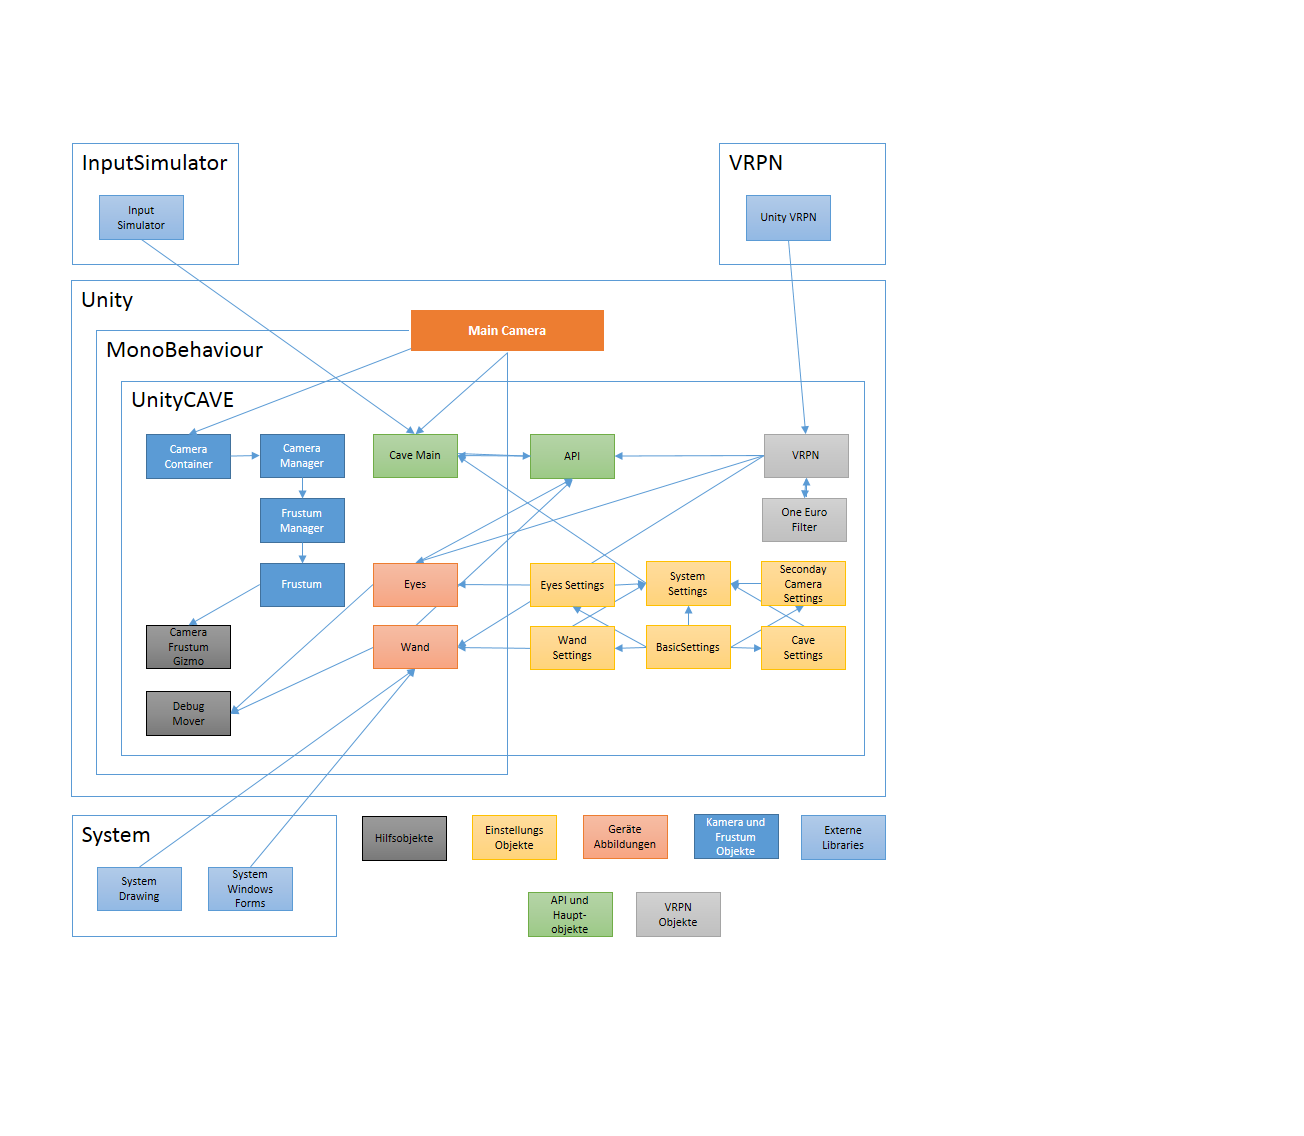 InputSimulator
Input
Simulator
VRPN
Unity VRPN
Unity
Main Camera
MonoBehaviour
UnityCAVE
Camera
Container
Camera
Manager
Cave Main
API
VRPN
Frustum
Manager
One Euro
Filter
Frustum
Eyes
Eyes Settings
System
Settings
Seconday
Camera
Settings
Camera
Frustum
Gizmo
Wand
Wand
Settings
BasicSettings
Cave
Settings
Debug
Mover
System
System
Drawing
System
Windows
Forms
Hilfsobjekte
Einstellungs
Objekte
Geräte
Abbildungen
Kamera und
Frustum
Objekte
Externe
Libraries
API und
Haupt-
objekte
VRPN
Objekte